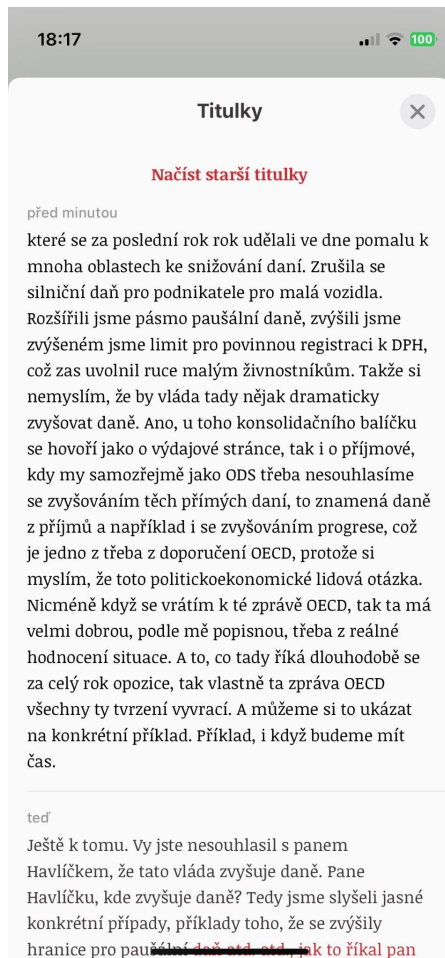 18:17
100
Titulky
Načíst starší titulky
před minutou
které se za poslední rok rok udělali ve dne pomalu k
mnoha oblastech ke snižování daní. Zrušila se
silniční daň pro podnikatele pro malá vozidla.
Rozšířili jsme pásmo paušální daně, zvýšili jsme
zvýšeném jsme limit pro povinnou registraci k DPH,
což zas uvolnil ruce malým živnostníkům. Takže si
nemyslím, že by vláda tady nějak dramaticky
zvyšovat daně. Ano, u toho konsolidačního balíčku
se hovoří jako o výdajové stránce, tak i o příjmové,
kdy my samozřejmě jako ODS třeba nesouhlasíme
se zvyšováním těch přímých daní, to znamená daně
z příjmů a například i se zvyšováním progrese, což
je jedno z třeba z doporučení OECD, protože si
myslím, že toto politickoekonomické lidová otázka.
Nicméně když se vrátím k té zprávě OECD, tak ta má
velmi dobrou, podle mě popisnou, třeba z reálné
hodnocení situace. A to, co tady říká dlouhodobě se
za celý rok opozice, tak vlastně ta zpráva OECD
všechny ty tvrzení vyvrací. A můžeme si to ukázat
na konkrétní příklad. Příklad, i když budeme mít
čas.
teď
Ještě k tomu. Vy jste nesouhlasil s panem
Havlíčkem, že tato vláda zvyšuje daně. Pane
Havlíčku, kde zvyšuje daně? Tedy jsme slyšeli jasné
konkrétní případy, příklady toho, že se zvýšily
hranice pro paušální daň atd. atd., jak to říkal pan